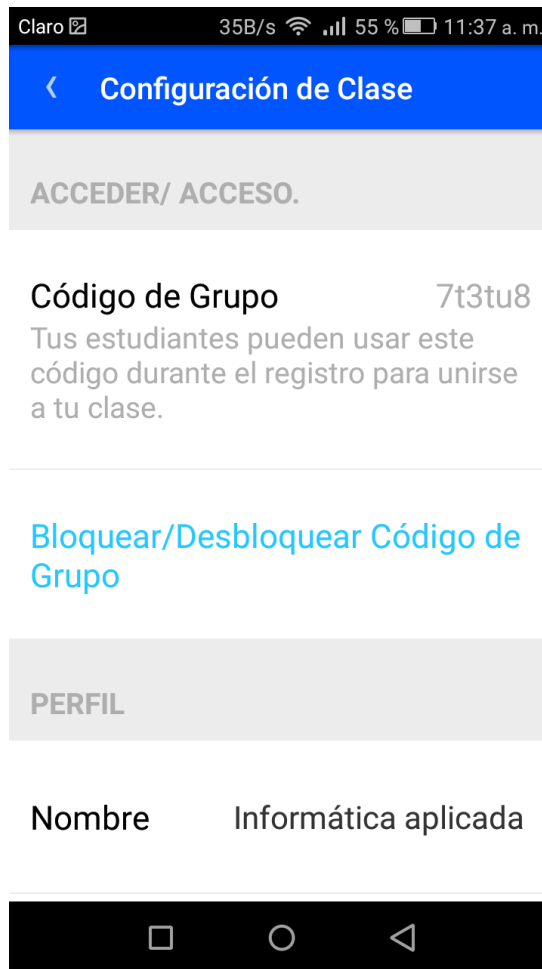 Claro 35B/s 55 % 11:37 a. m.
Configuración de Clase
ACCEDER/ ACCESO.
Código de Grupo 7t3tu8
Tus estudiantes pueden usar este
código durante el registro para unirse
a tu clase.
Bloquear/Desbloquear Código de
Grupo
PERFIL
Nombre Informática aplicada